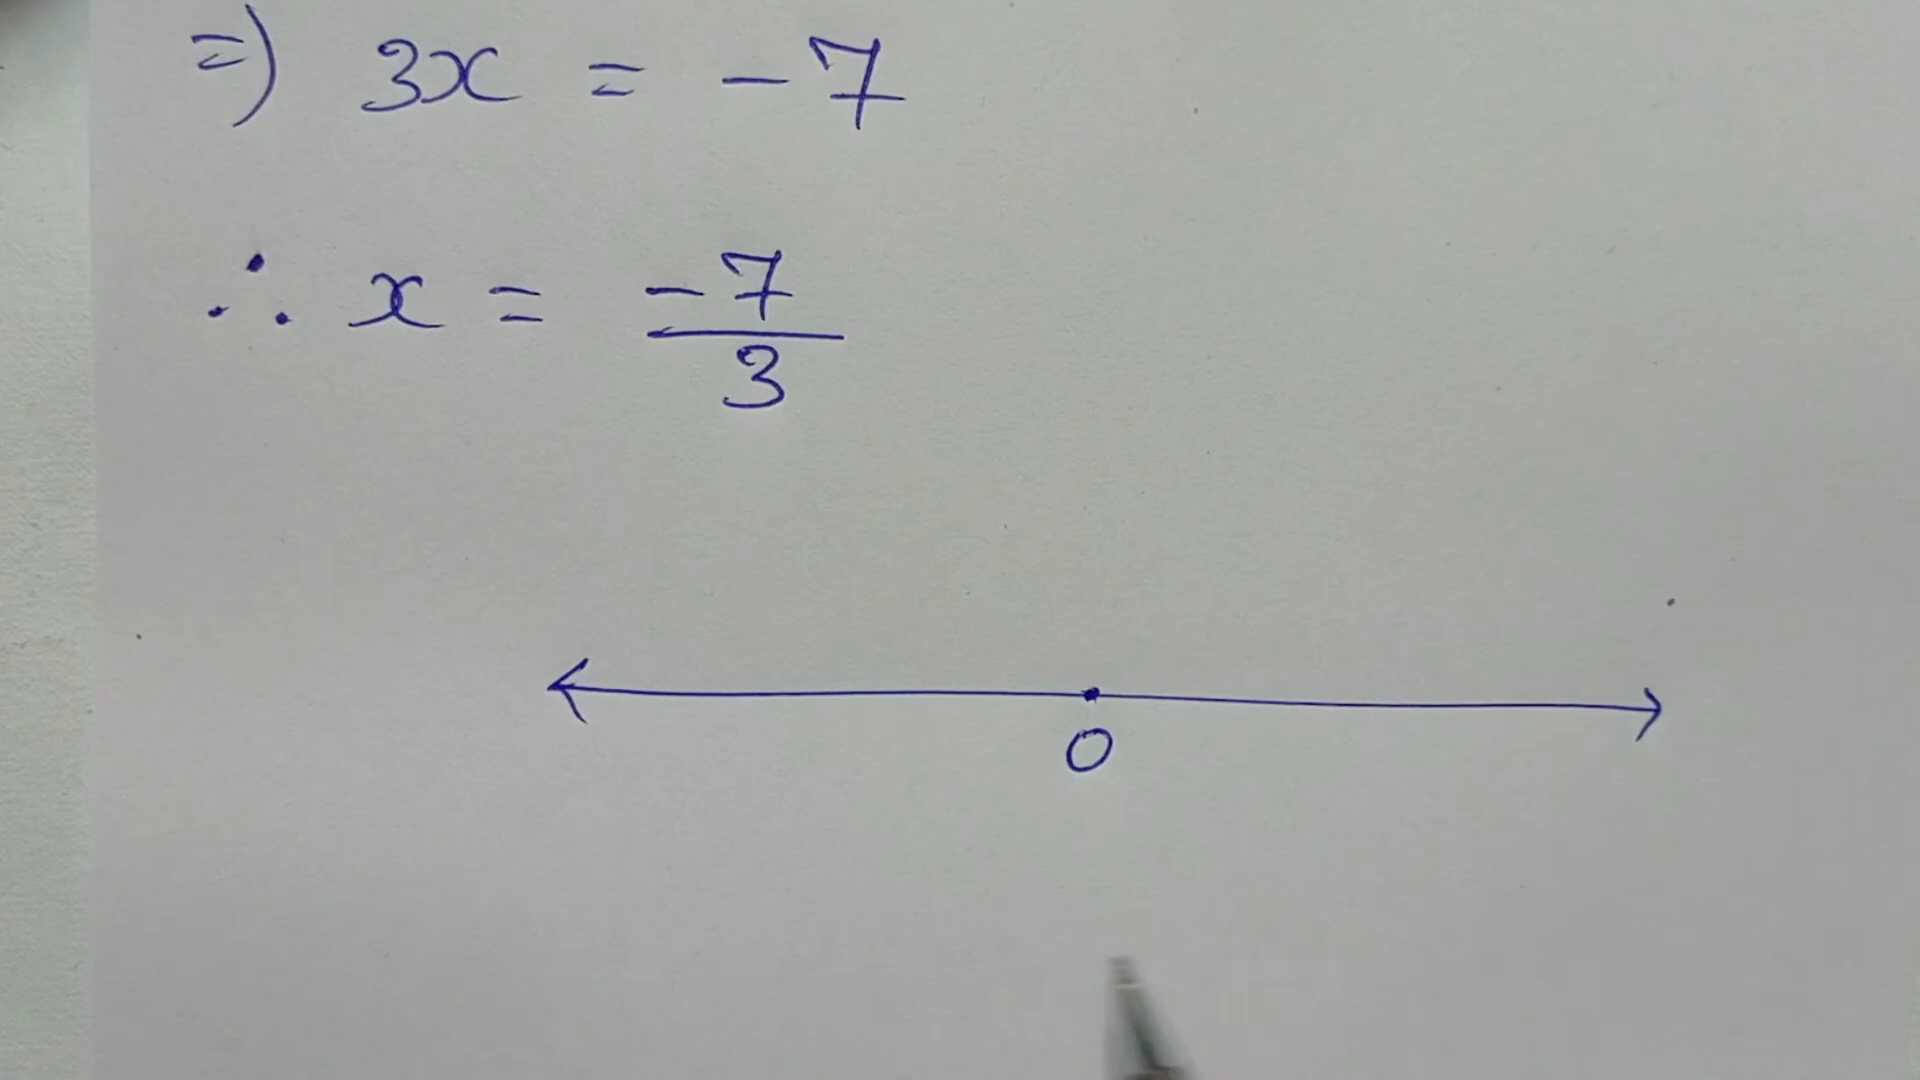 ⇒ 3x = -7
∴ x = -7/3
0